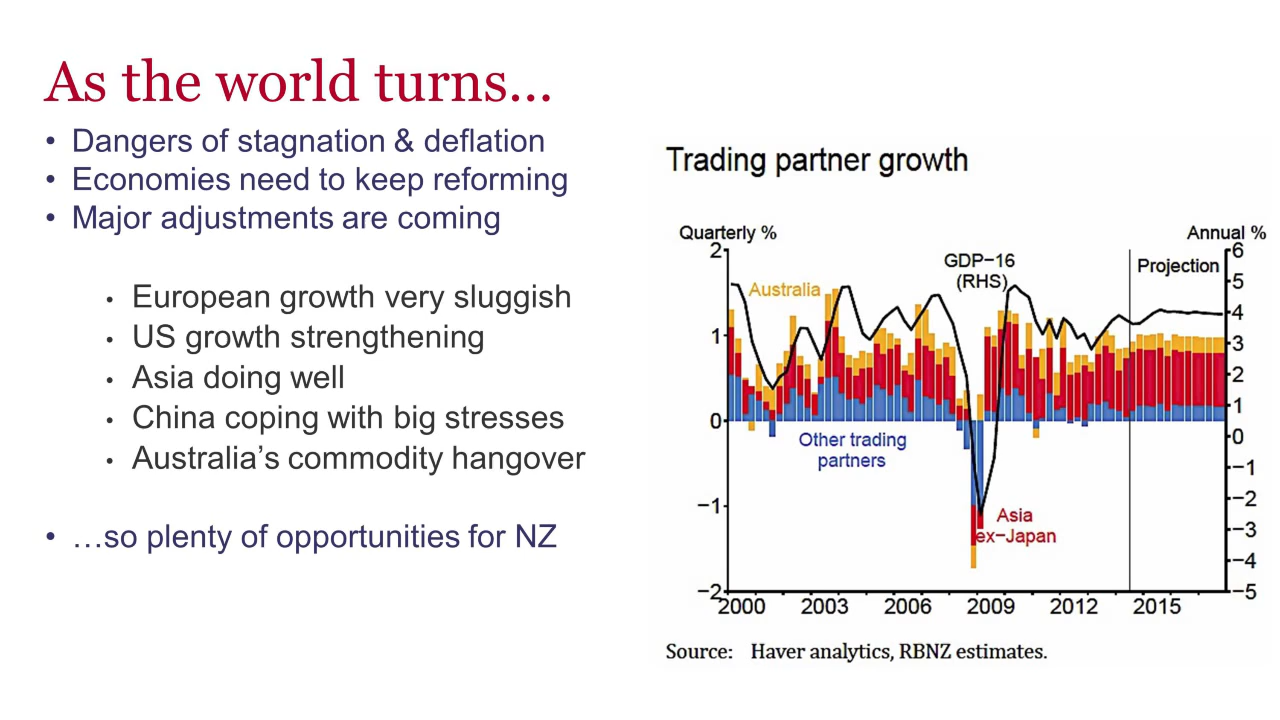 As the world turns…
• Dangers of stagnation & deflation
• Economies need to keep reforming
• Major adjustments are coming
• European growth very sluggish
• US growth strengthening
• Asia doing well
• China coping with big stresses
• Australia’s commodity hangover
• …so plenty of opportunities for NZ
Trading partner growth
Quarterly %
Annual %
2
1
0
−1
−2
6
5
4
3
2
1
0
−1
−2
−3
−4
−5
GDP−16
(RHS)
Projection
Australia
Other trading
partners
Asia
ex−Japan
2000 2003 2006 2009 2012 2015
Source: Haver analytics, RBNZ estimates.